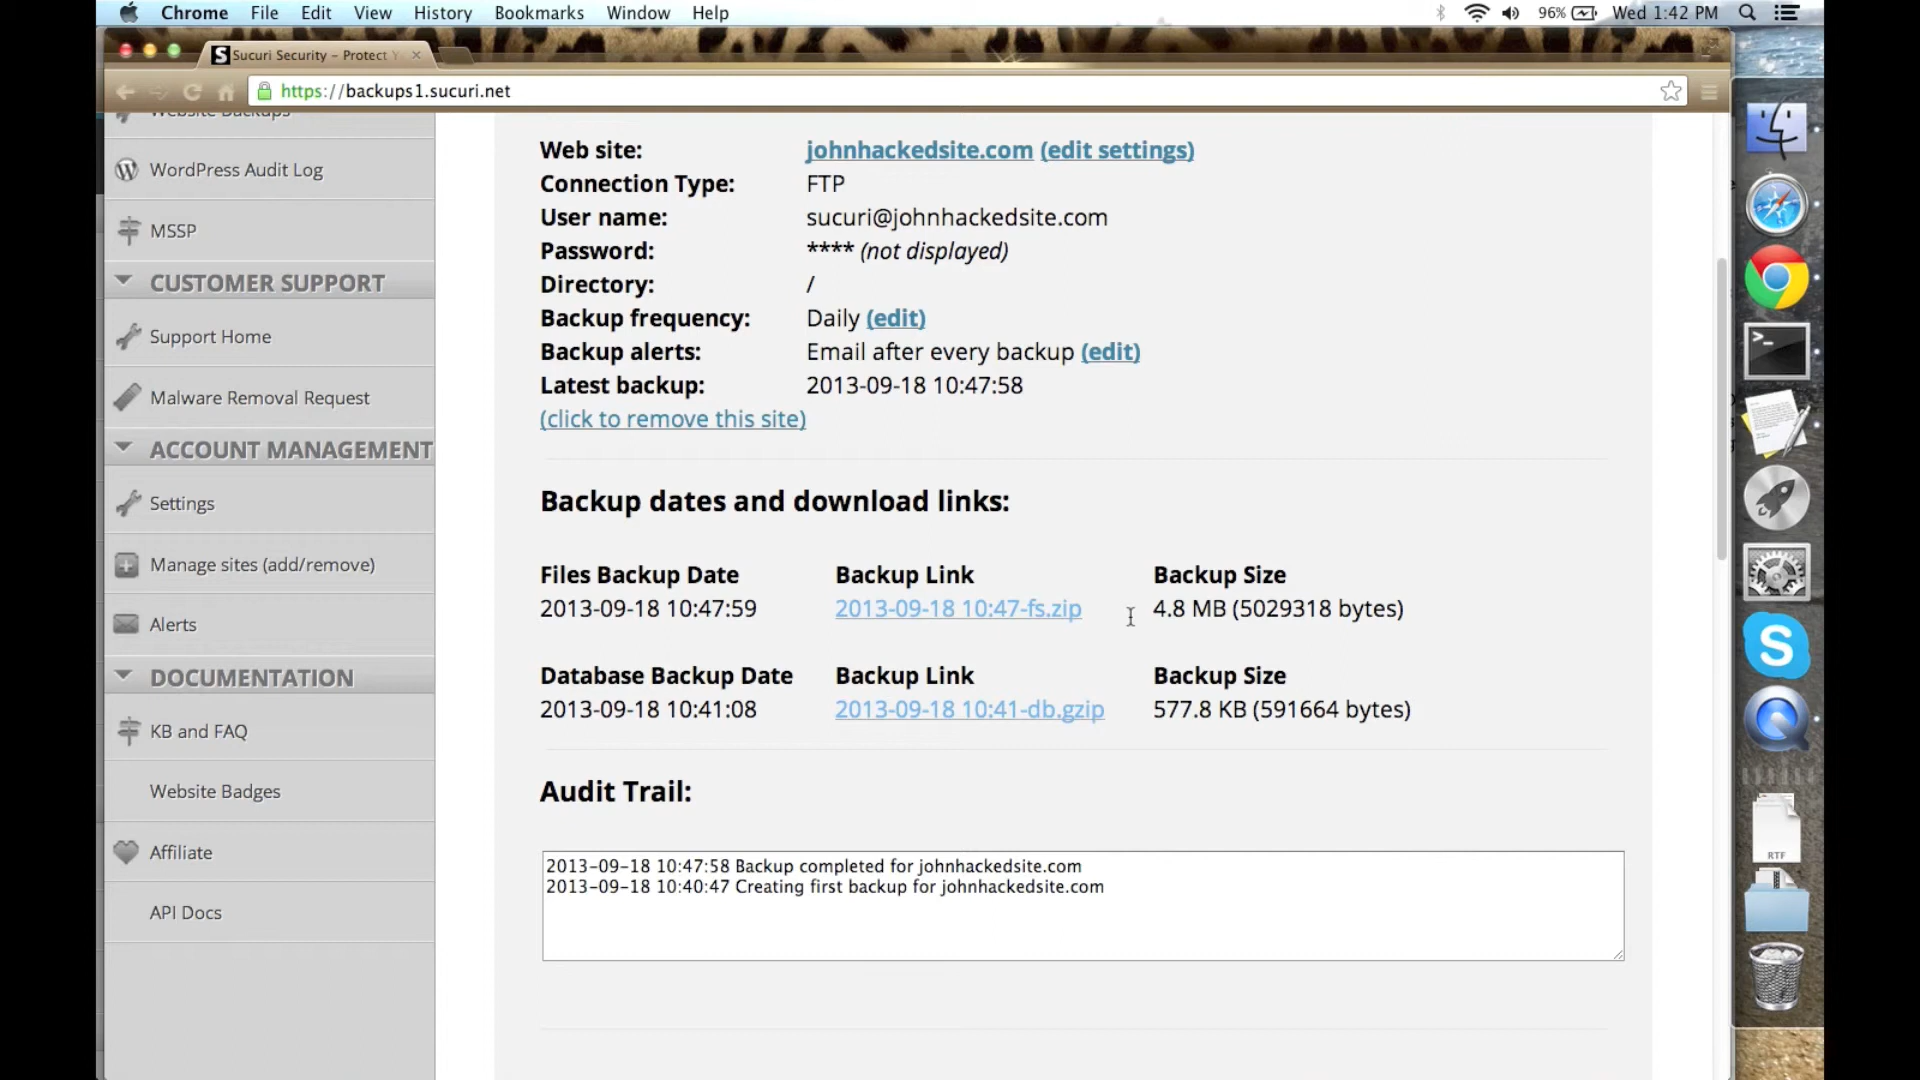 Chrome File Edit View History Bookmarks Window Help 96% Wed 1:42 PM
Sucuri Security – Protect Y
https://backups1.sucuri.net
Website Backups
WordPress Audit Log
MSSP
CUSTOMER SUPPORT
Support Home
Malware Removal Request
ACCOUNT MANAGEMENT
Settings
Manage sites (add/remove)
Alerts
DOCUMENTATION
KB and FAQ
Website Badges
Affiliate
API Docs
Web site: johnhackedsite.com (edit settings)
Connection Type: FTP
User name: sucuri@johnhackedsite.com
Password: **** (not displayed)
Directory: /
Backup frequency: Daily (edit)
Backup alerts: Email after every backup (edit)
Latest backup: 2013-09-18 10:47:58
(click to remove this site)
Backup dates and download links:
Files Backup Date Backup Link Backup Size
2013-09-18 10:47:59 2013-09-18 10:47-fs.zip 4.8 MB (5029318 bytes)
Database Backup Date Backup Link Backup Size
2013-09-18 10:41:08 2013-09-18 10:41-db.gzip 577.8 KB (591664 bytes)
Audit Trail:
2013-09-18 10:47:58 Backup completed for johnhackedsite.com
2013-09-18 10:40:47 Creating first backup for johnhackedsite.com
RTF